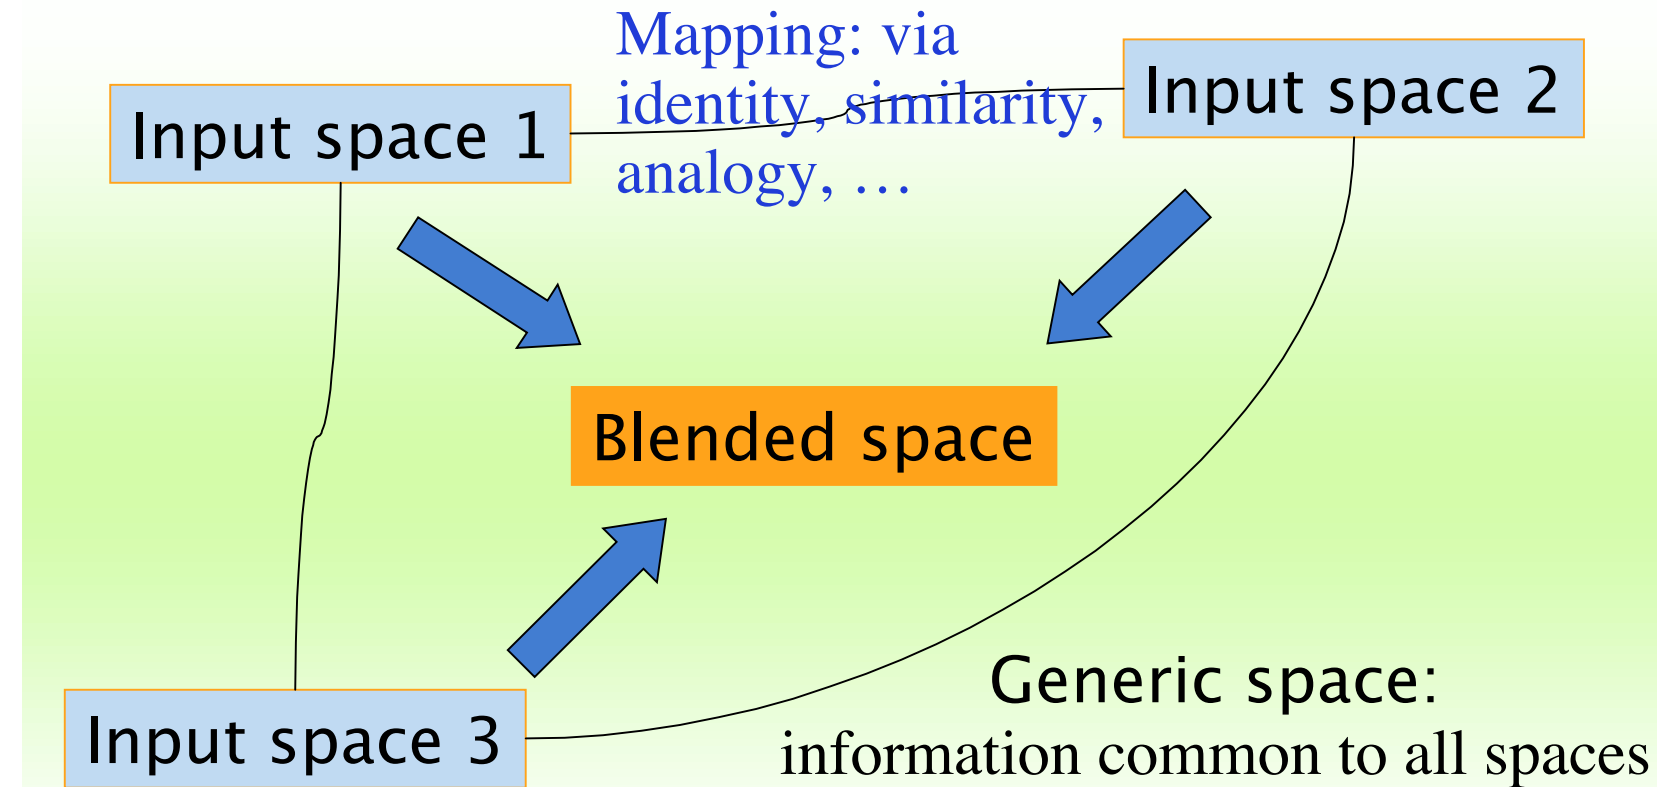 Mapping: via
identity, similarity,
analogy, …
Input space 1
Input space 2
Blended space
Input space 3
Generic space:
information common to all spaces